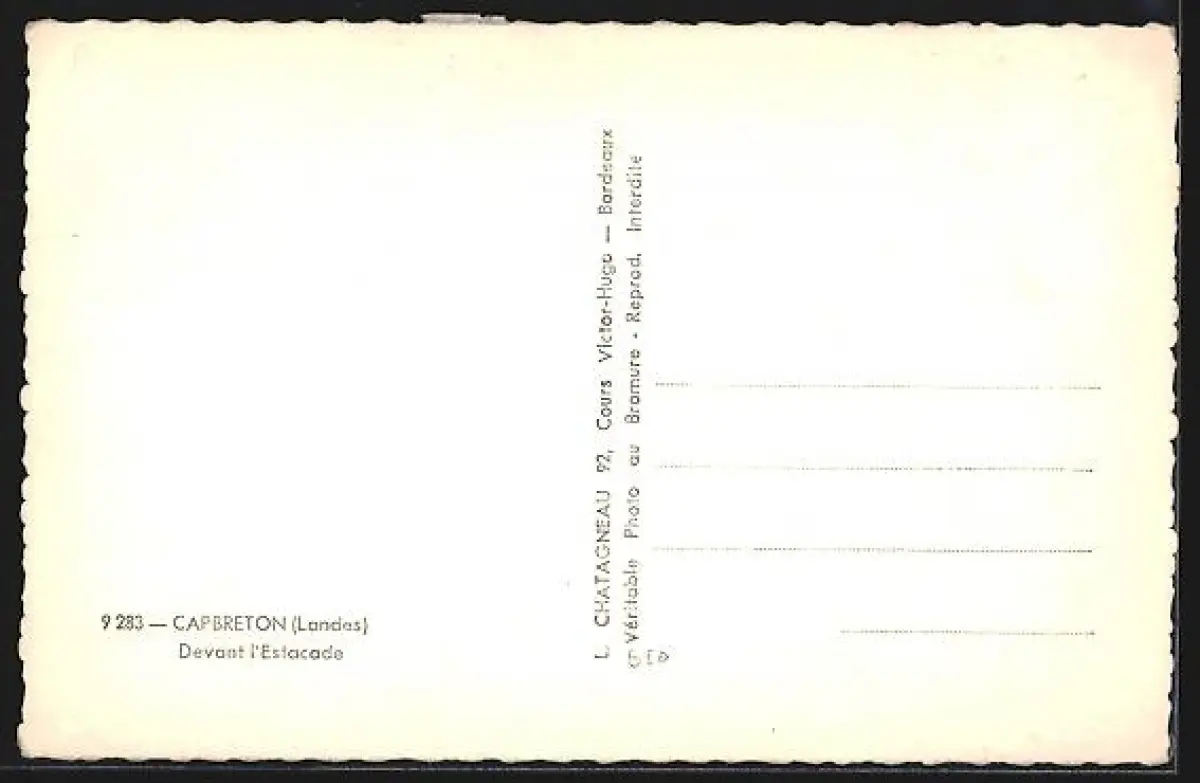 9 283 — CAPBRETON (Landes)
Devant l'Estacade
L. CHATAGNEAU 92, Cours Victor-Hugo — Bordeaux
Véritable Photo au Bromure - Reprod. Interdite